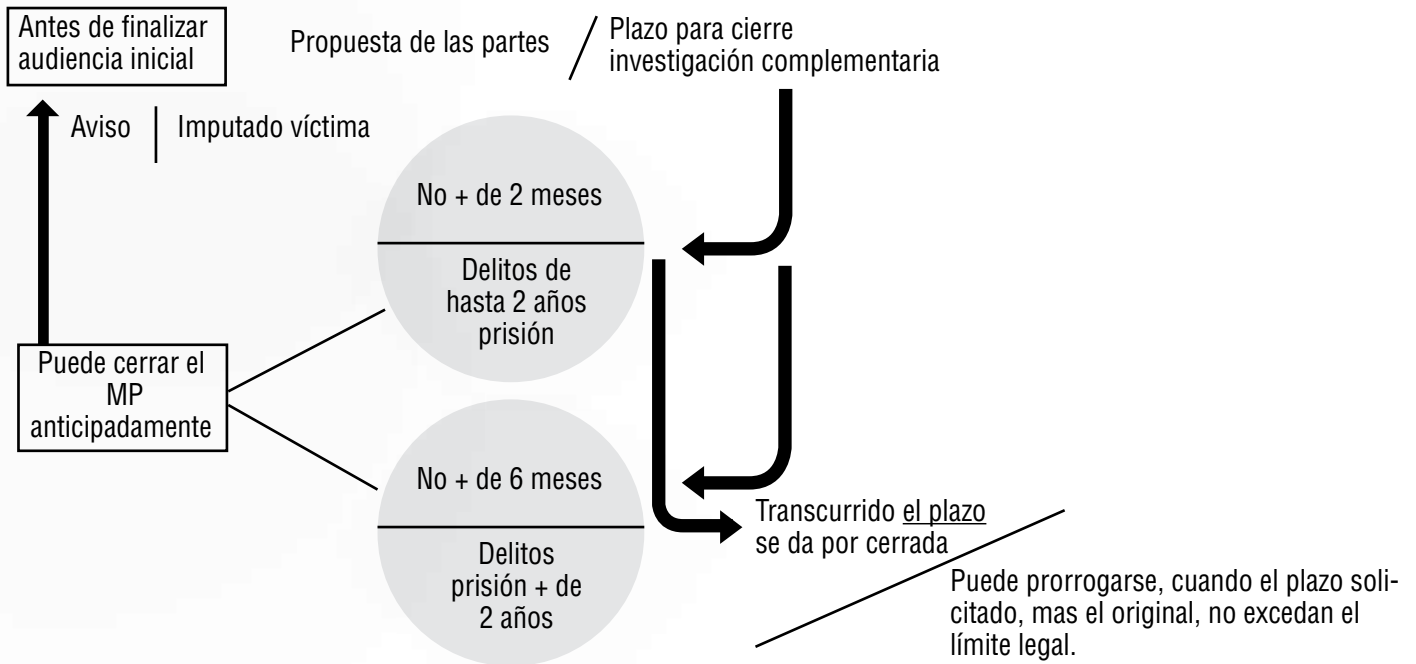 Antes de finalizar
audiencia inicial
Propuesta de las partes
Plazo para cierre
investigación complementaria
Aviso
Imputado víctima
No + de 2 meses
Delitos de
hasta 2 años
prisión
Puede cerrar el
MP
anticipadamente
No + de 6 meses
Delitos
prisión + de
2 años
Transcurrido el plazo
se da por cerrada
Puede prorrogarse, cuando el plazo soli-
citado, mas el original, no excedan el
límite legal.